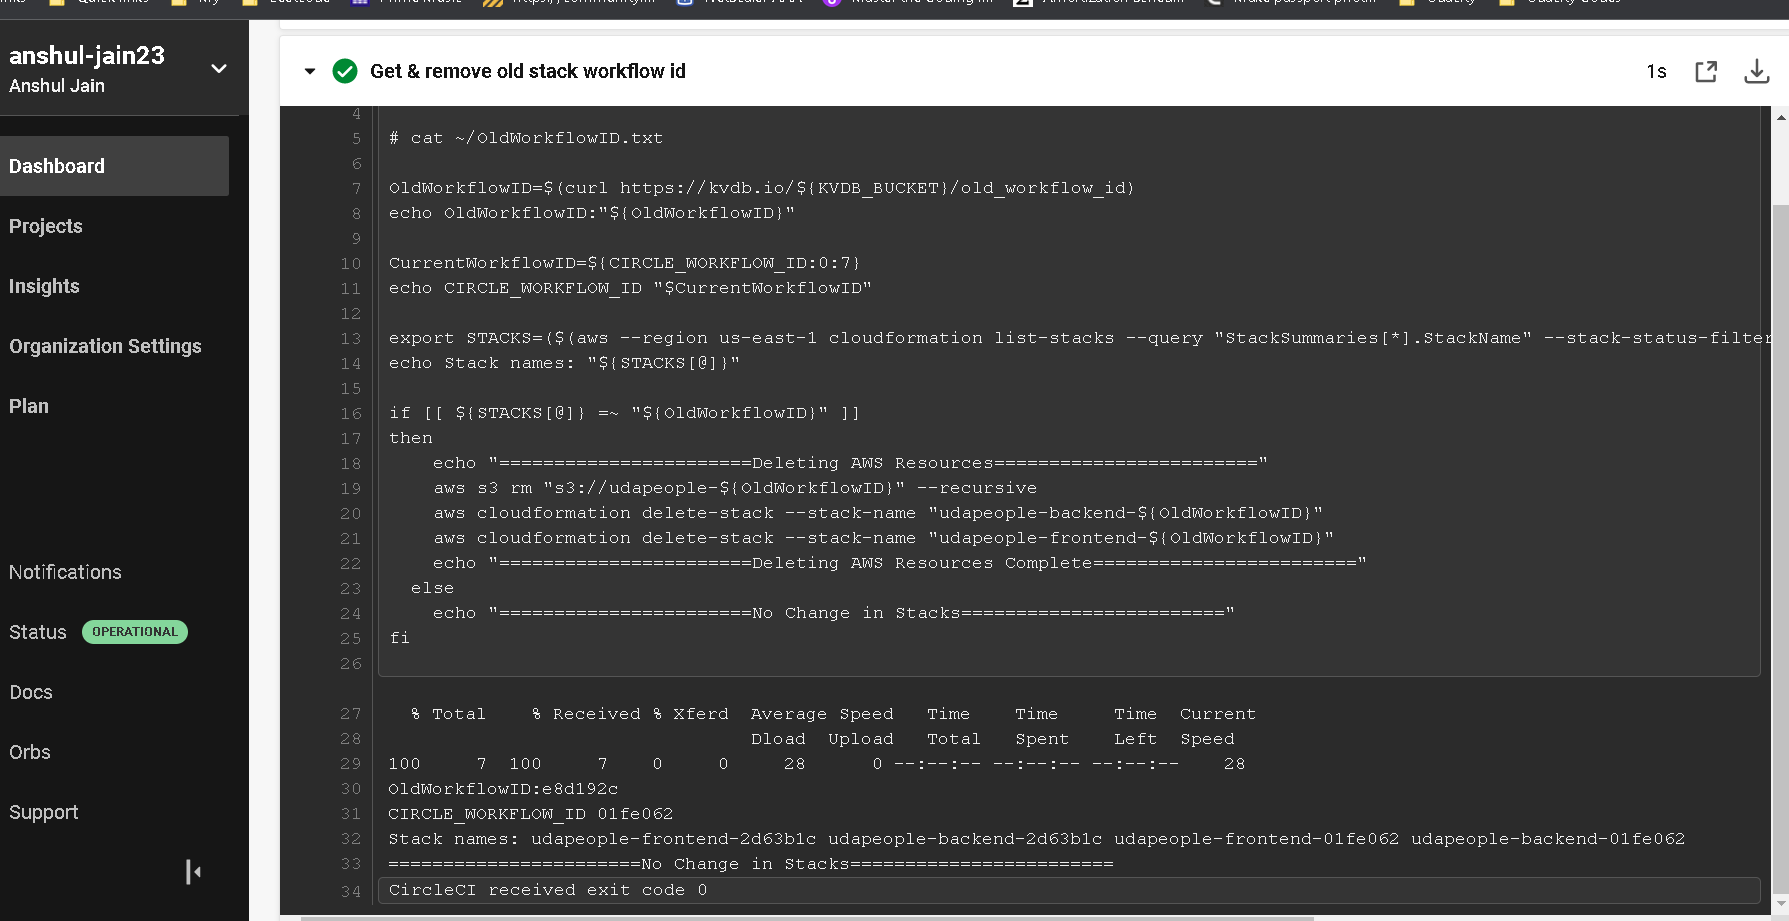 anshul-jain23
Anshul Jain
Dashboard
Projects
Insights
Organization Settings
Plan
Notifications
Status OPERATIONAL
Docs
Orbs
Support
Get & remove old stack workflow id
1s
4
5 # cat ~/OldWorkflowID.txt
6
7 OldWorkflowID=$(curl https://kvdb.io/${KVDB_BUCKET}/old_workflow_id)
8 echo OldWorkflowID:"${OldWorkflowID}"
9
10 CurrentWorkflowID=${CIRCLE_WORKFLOW_ID:0:7}
11 echo CIRCLE_WORKFLOW_ID "$CurrentWorkflowID"
12
13 export STACKS=($(aws --region us-east-1 cloudformation list-stacks --query "StackSummaries[*].StackName" --stack-status-filter
14 echo Stack names: "${STACKS[@]}"
15
16 if [[ ${STACKS[@]} =~ "${OldWorkflowID}" ]]
17 then
18     echo "=======================Deleting AWS Resources========================"
19     aws s3 rm "s3://udapeople-${OldWorkflowID}" --recursive
20     aws cloudformation delete-stack --stack-name "udapeople-backend-${OldWorkflowID}"
21     aws cloudformation delete-stack --stack-name "udapeople-frontend-${OldWorkflowID}"
22     echo "=======================Deleting AWS Resources Complete========================"
23   else
24     echo "=======================No Change in Stacks========================"
25 fi
26
27   % Total    % Received % Xferd  Average Speed   Time    Time     Time  Current
28                                  Dload  Upload   Total   Spent    Left  Speed
29 100     7  100     7    0     0     28      0 --:--:-- --:--:-- --:--:--    28
30 OldWorkflowID:e8d192c
31 CIRCLE_WORKFLOW_ID 01fe062
32 Stack names: udapeople-frontend-2d63b1c udapeople-backend-2d63b1c udapeople-frontend-01fe062 udapeople-backend-01fe062
33 =======================No Change in Stacks========================
34 CircleCI received exit code 0